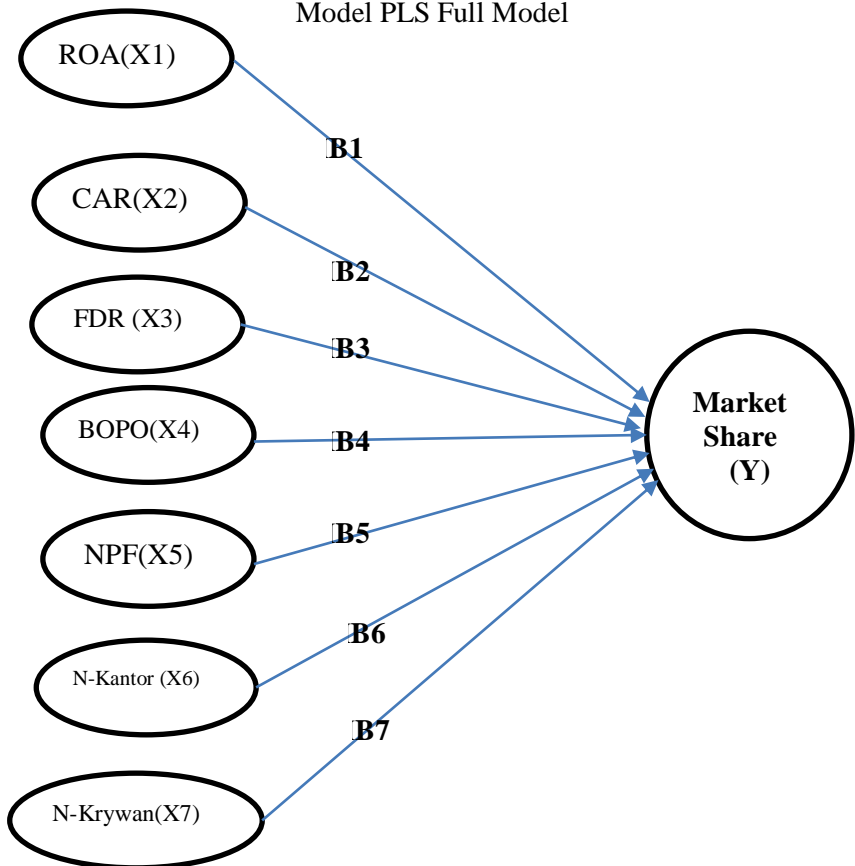 Model PLS Full Model
ROA(X1)
B1
CAR(X2)
B2
FDR (X3)
B3
BOPO(X4)
B4
Market
Share
(Y)
NPF(X5)
B5
N-Kantor (X6)
B6
N-Krywan(X7)
B7